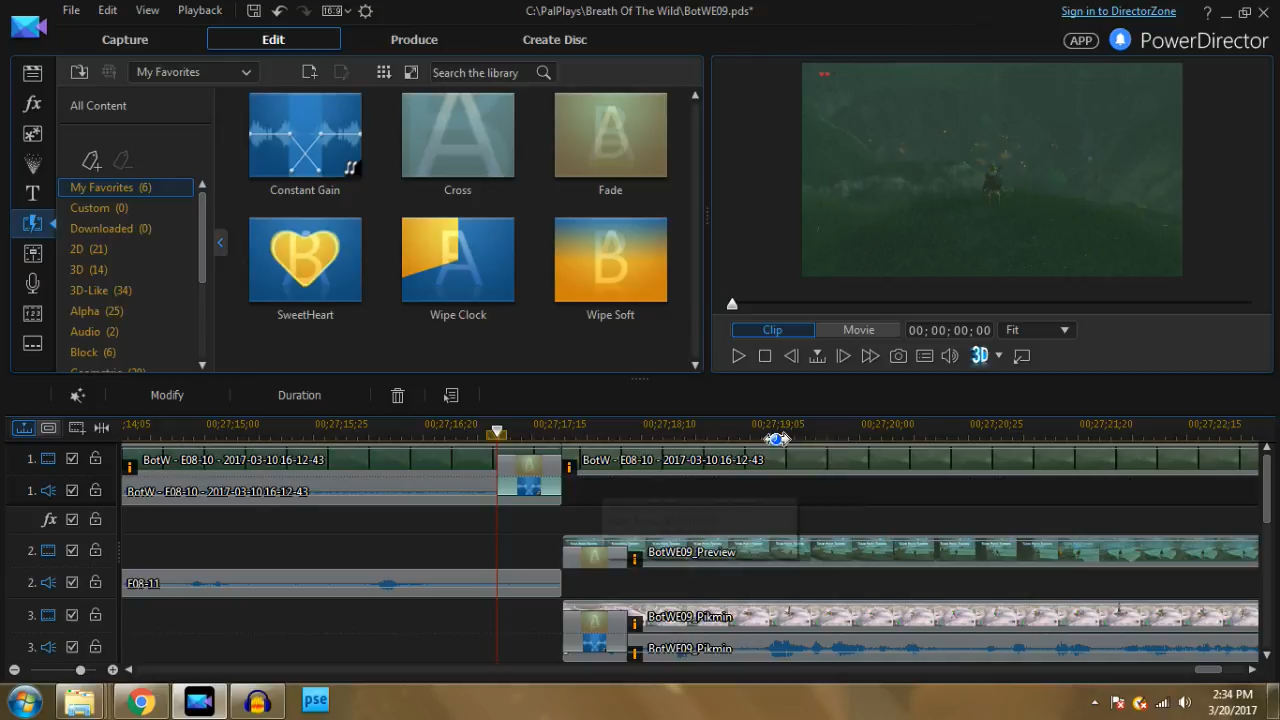 File Edit View Playback 16:9 C:\PalPlays\Breath Of The Wild\BotWE09.pds* Sign in to DirectorZone ?
Capture Edit Produce Create Disc APP PowerDirector
My Favorites Search the library
All Content
My Favorites (6)
Custom (0)
Downloaded (0)
2D (21)
3D (14)
3D-Like (34)
Alpha (25)
Audio (2)
Block (6)
Constant Gain Cross Fade
SweetHeart Wipe Clock Wipe Soft
Clip Movie 00; 00; 00; 00 Fit
3D
Modify Duration
;14;05 00;27;15;00 00;27;15;25 00;27;16;20 00;27;17;15 00;27;18;10 00;27;19;05 00;27;20;00 00;27;20;25 00;27;21;20 00;27;22;15
1. BotW - E08-10 - 2017-03-10 16-12-43 BotW - E08-10 - 2017-03-10 16-12-43
1. BotW - E08-10 - 2017-03-10 16-12-43
fx
2. BotWE09_Preview
2. E08-11
3. BotWE09_Pikmin
3. BotWE09_Pikmin
pse
2:34 PM
3/20/2017